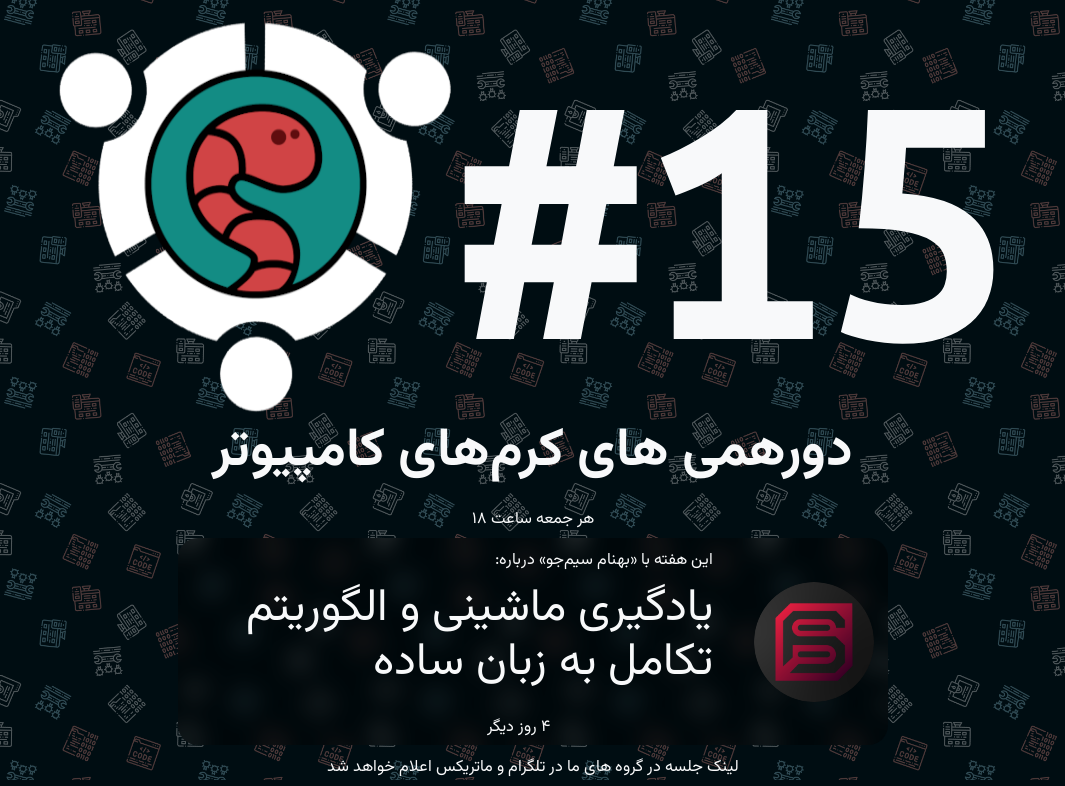 #15
دورهمی های کرم‌های کامپیوتر
هر جمعه ساعت ۱۸
این هفته با «بهنام سیم‌جو» درباره:
یادگیری ماشینی و الگوریتم
تکامل به زبان ساده
۴ روز دیگر
لینک جلسه در گروه های ما در تلگرام و ماتریکس اعلام خواهد شد